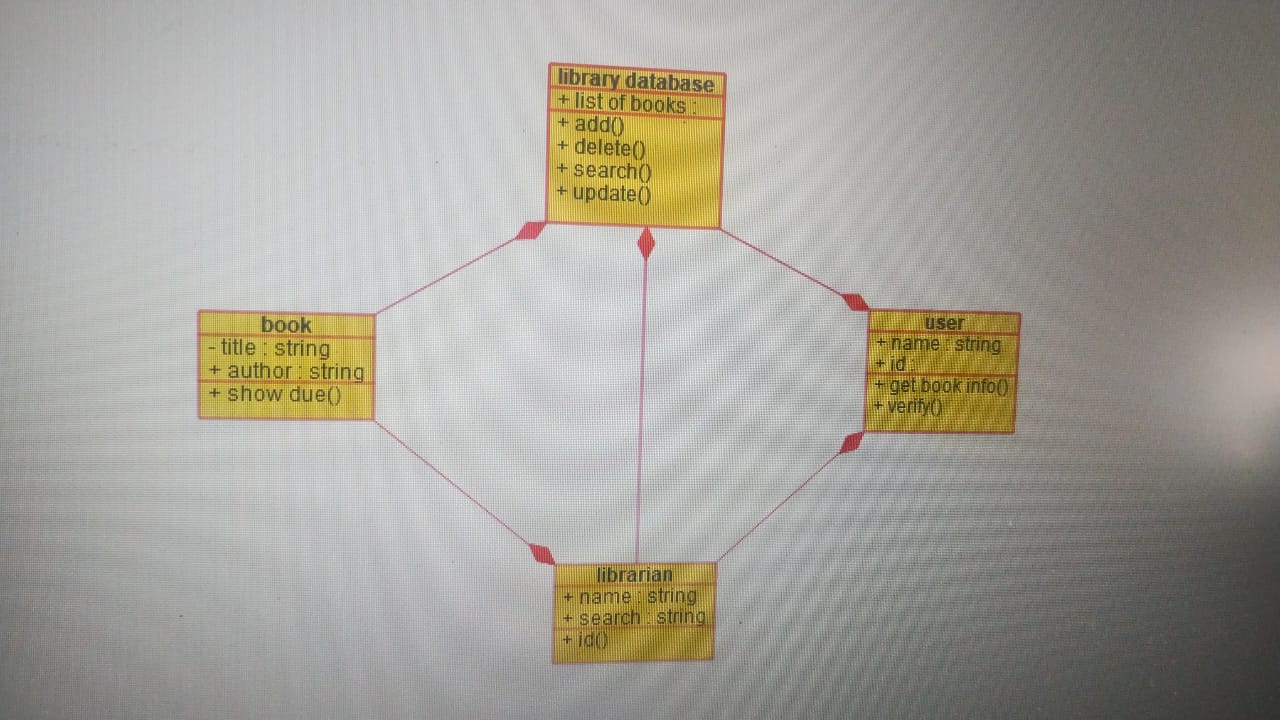 library database
+ list of books :
+ add()
+ delete()
+ search()
+ update()
book
- title : string
+ author : string
+ show due()
user
+ name : string
+ id :
+ get book info()
+ verify()
librarian
+ name : string
+ search : string
+ id()